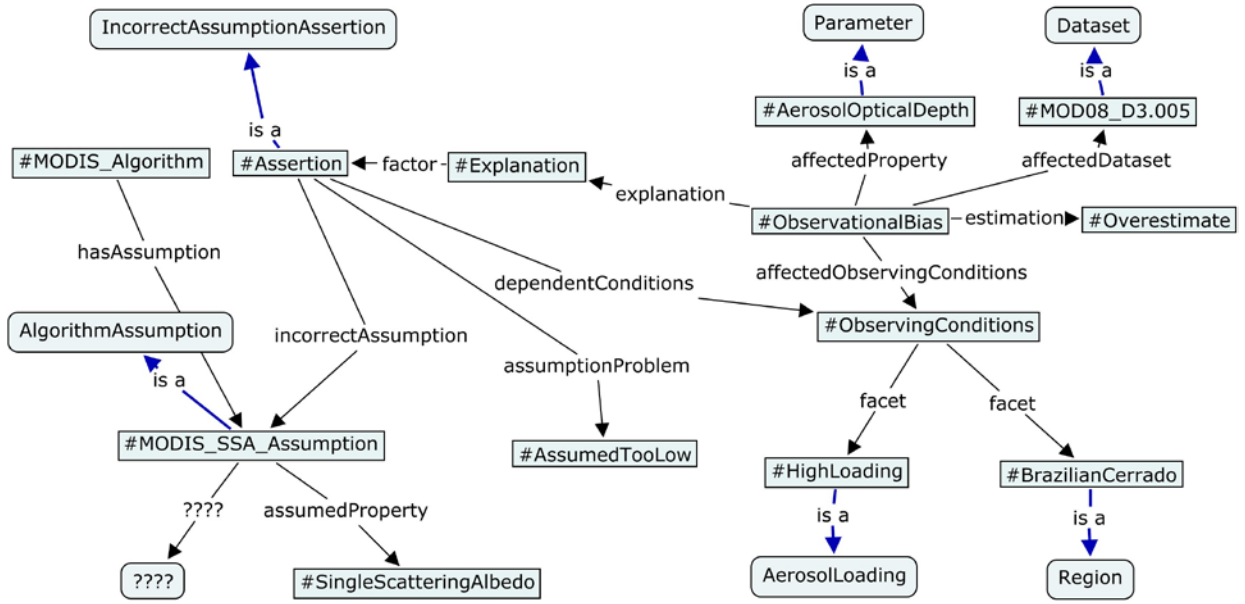 IncorrectAssumptionAssertion
Parameter
Dataset
is a
is a
#AerosolOpticalDepth
#MOD08_D3.005
is a
#MODIS_Algorithm
#Assertion
factor
#Explanation
affectedProperty
affectedDataset
explanation
#ObservationalBias
estimation
#Overestimate
hasAssumption
affectedObservingConditions
dependentConditions
AlgorithmAssumption
#ObservingConditions
incorrectAssumption
assumptionProblem
is a
facet
facet
#MODIS_SSA_Assumption
#AssumedTooLow
#HighLoading
#BrazilianCerrado
????
assumedProperty
is a
is a
????
#SingleScatteringAlbedo
AerosolLoading
Region